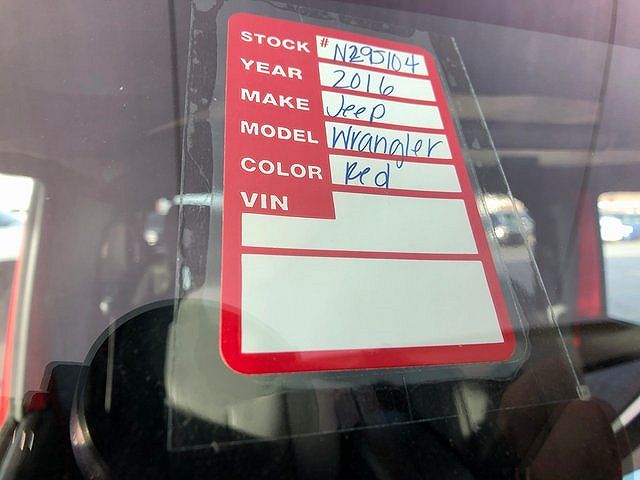 STOCK # N295104
YEAR 2016
MAKE Jeep
MODEL Wrangler
COLOR Red
VIN